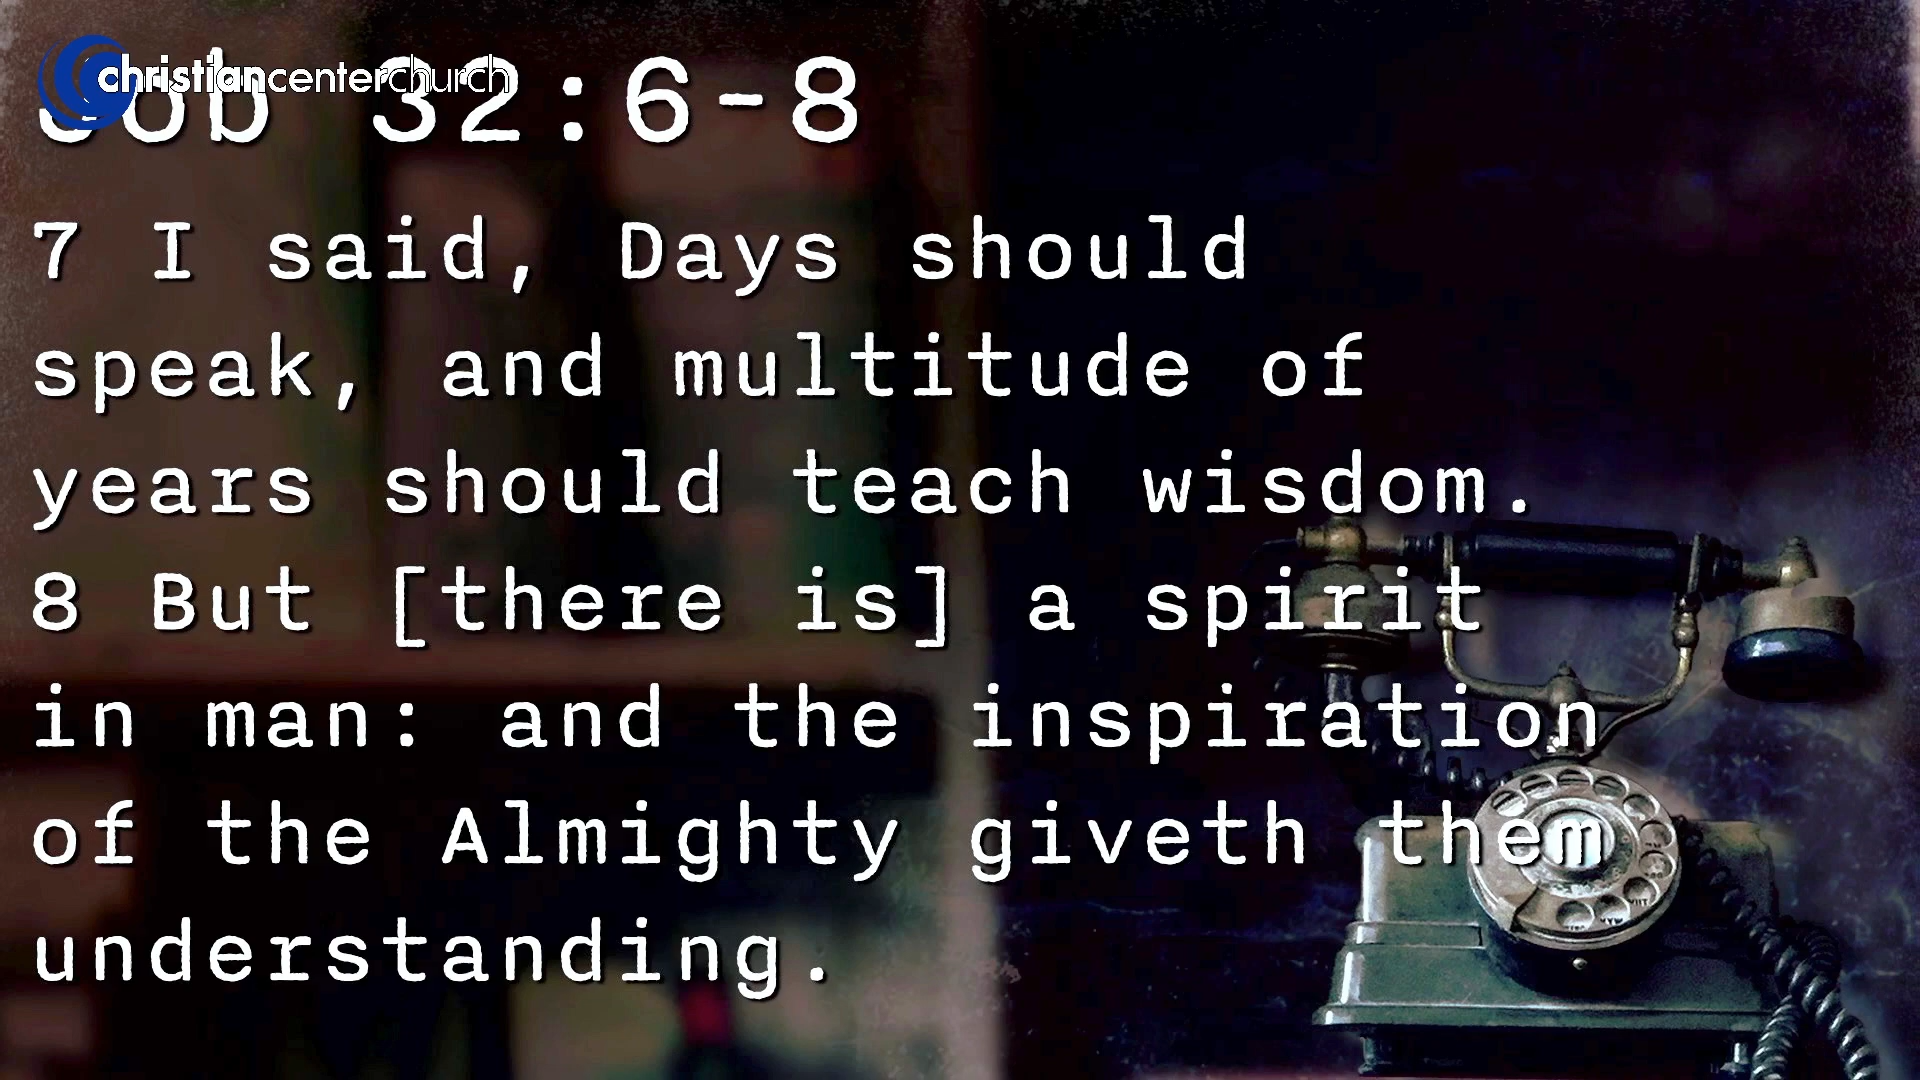 christiancenterchurch
Job 32:6-8
7 I said, Days should
speak, and multitude of
years should teach wisdom.
8 But [there is] a spirit
in man: and the inspiration
of the Almighty giveth them
understanding.